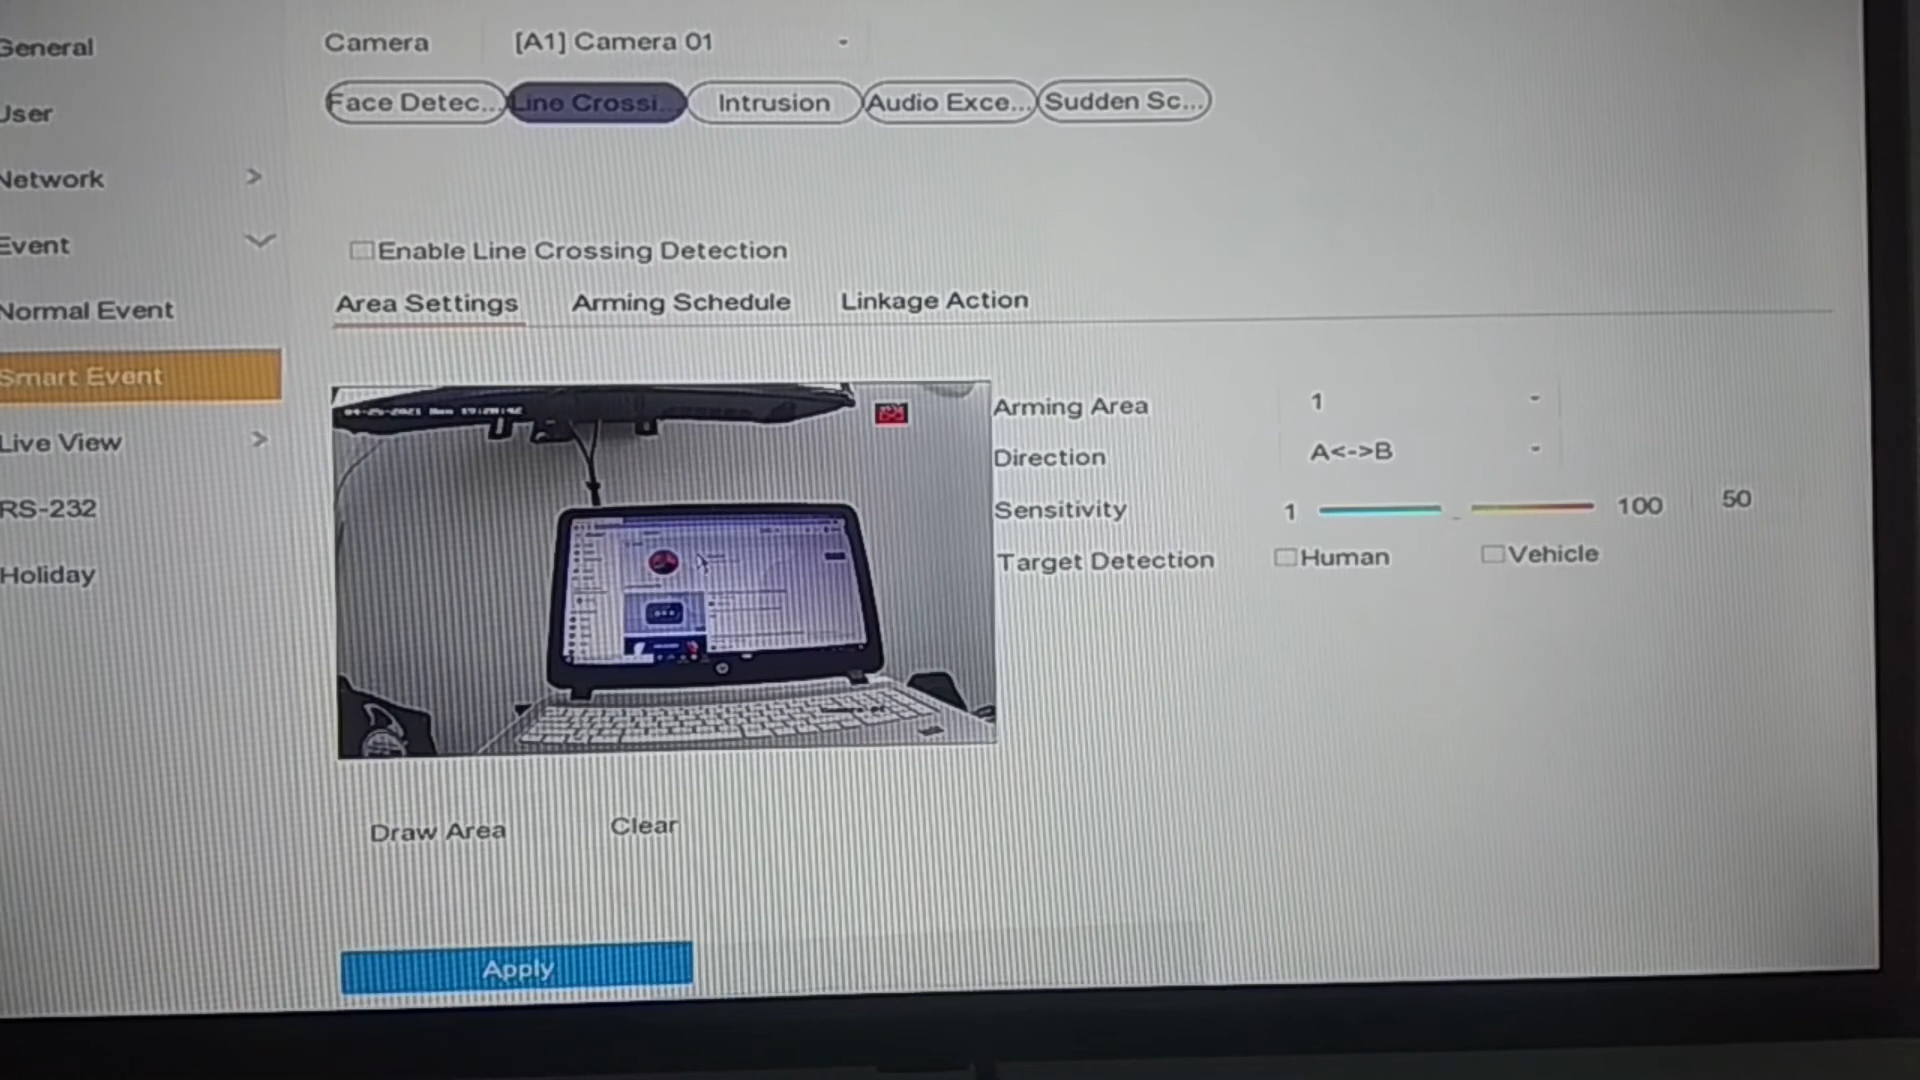 General
User
Network >
Event
Normal Event
Smart Event
Live View >
RS-232
Holiday
Camera [A1] Camera 01
Face Detec... Line Crossi... Intrusion Audio Exce... Sudden Sc...
Enable Line Crossing Detection
Area Settings Arming Schedule Linkage Action
Arming Area 1
Direction A<->B
Sensitivity 1 100 50
Target Detection Human Vehicle
Draw Area Clear
Apply